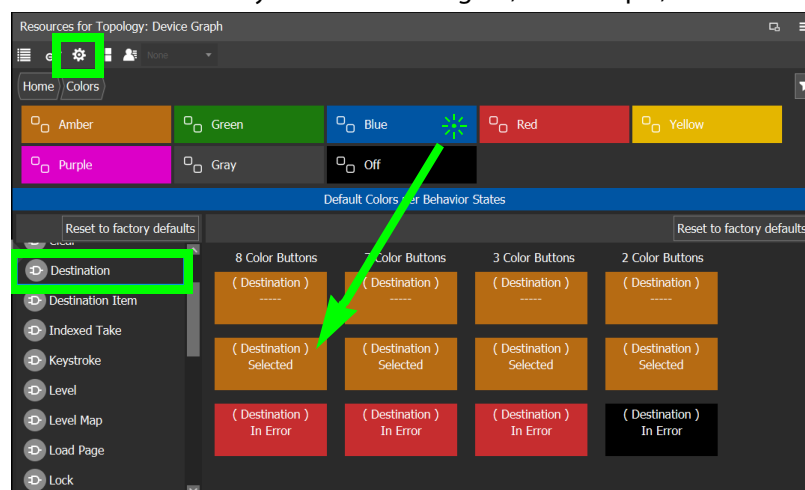 Resources for Topology: Device Graph
None
Home Colors
Amber Green Blue Red Yellow
Purple Gray Off
Default Colors per Behavior States
Reset to factory defaults Reset to factory defaults
8 Color Buttons 7 Color Buttons 3 Color Buttons 2 Color Buttons
Destination
( Destination ) ( Destination ) ( Destination ) ( Destination )
----- ----- ----- -----
Destination Item
Indexed Take
( Destination ) ( Destination ) ( Destination ) ( Destination )
Selected Selected Selected Selected
Keystroke
Level
Level Map
( Destination ) ( Destination ) ( Destination ) ( Destination )
In Error In Error In Error In Error
Load Page
Lock